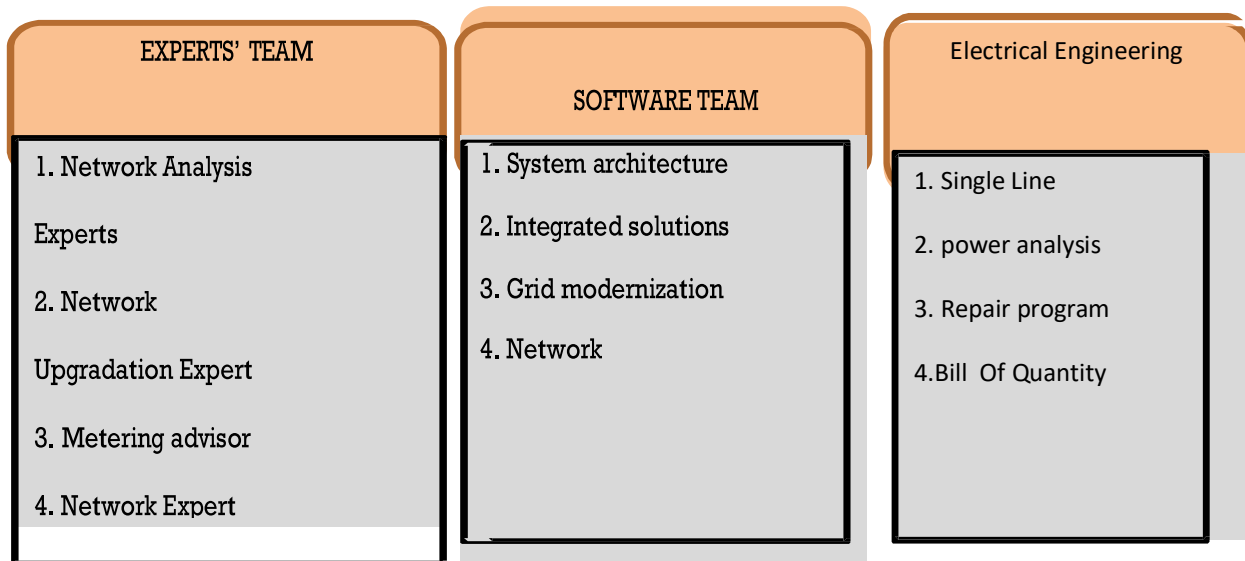 EXPERTS' TEAM
1. Network Analysis
Experts
2. Network
Upgradation Expert
3. Metering advisor
4. Network Expert
SOFTWARE TEAM
1. System architecture
2. Integrated solutions
3. Grid modernization
4. Network
Electrical Engineering
1. Single Line
2. power analysis
3. Repair program
4.Bill Of Quantity